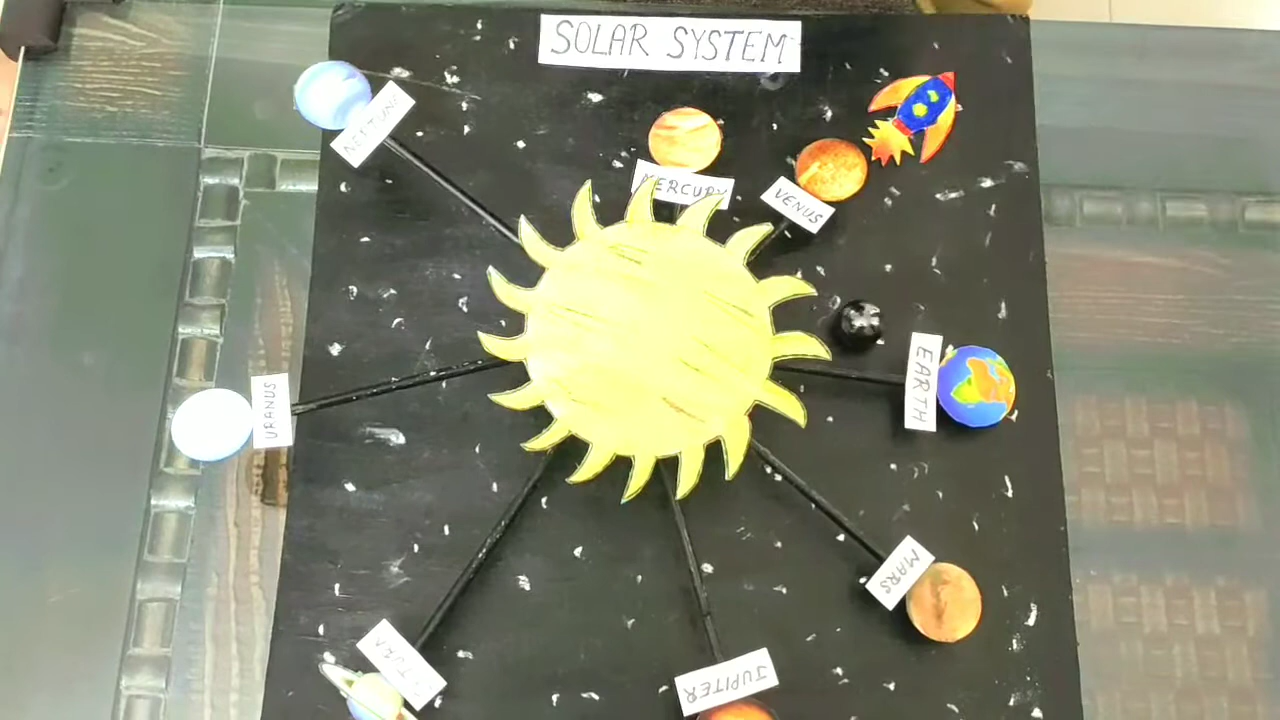 SOLAR SYSTEM
NEPTUNE
MERCURY
VENUS
EARTH
URANUS
MARS
JUPITER